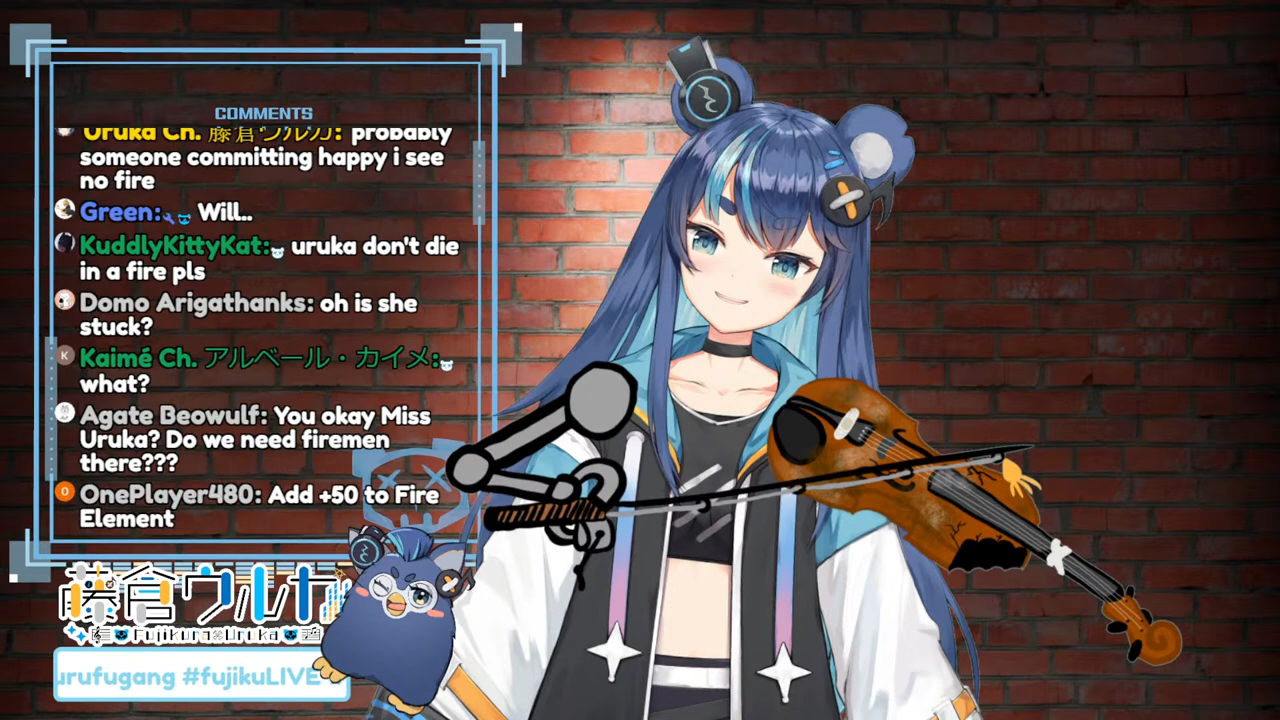 COMMENTS
Uruka Ch. 藤倉ウルカ: probably
someone committing happy i see
no fire
Green: Will..
KuddlyKittyKat: uruka don't die
in a fire pls
Domo Arigathanks: oh is she
stuck?
K Kaimé Ch. アルベール・カイメ:
what?
Agate Beowulf: You okay Miss
Uruka? Do we need firemen
there???
O OnePlayer480: Add +50 to Fire
Element
藤倉ウルカ
Fujikura Uruka
urufugang #fujikuLIVE